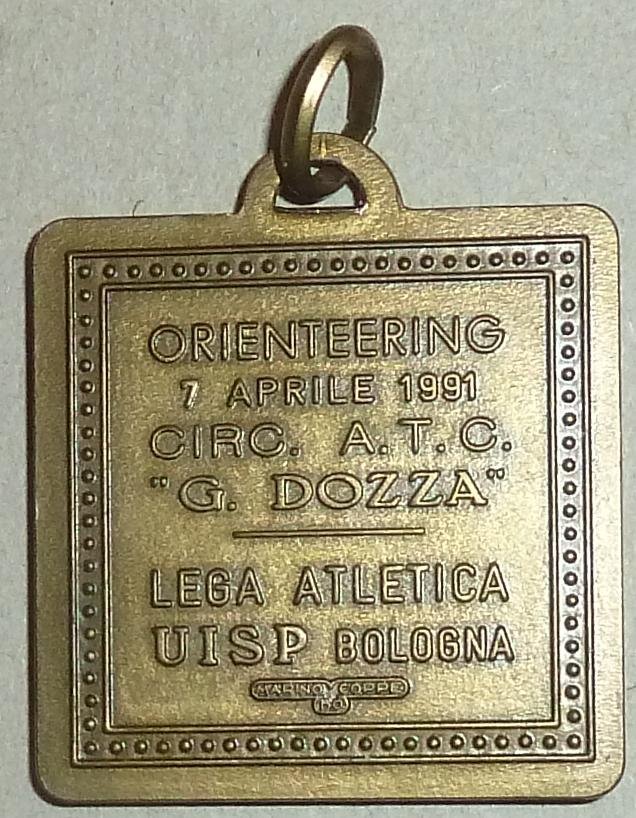 ORIENTEERING
7 APRILE 1991
CIRC. A.T.C.
"G. DOZZA"
LEGA ATLETICA
UISP BOLOGNA
MARINO COPPE
BO